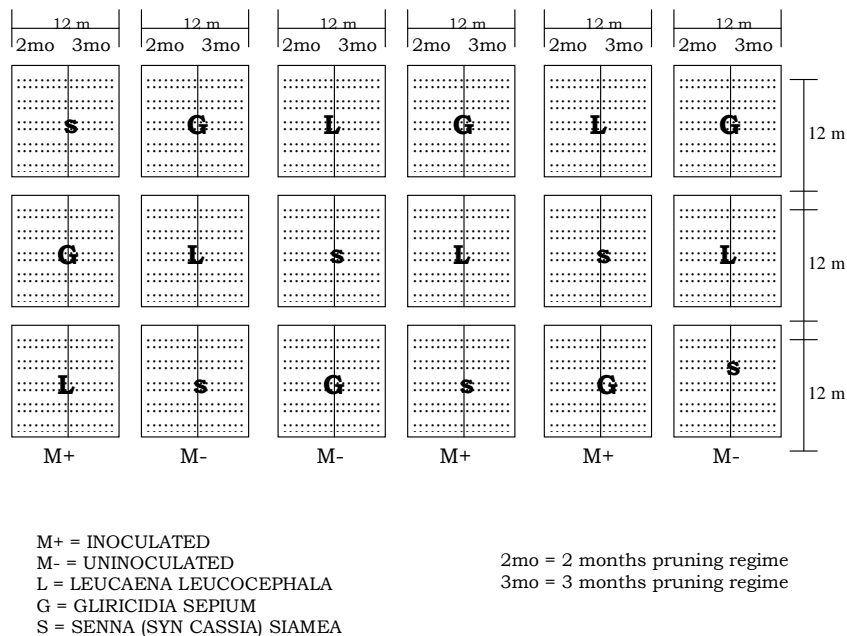 12 m 12 m 12 m 12 m 12 m 12 m
2mo 3mo 2mo 3mo 2mo 3mo 2mo 3mo 2mo 3mo 2mo 3mo
s G L G L G
12 m
G L s L s L
12 m
L s G s G s
12 m
M+ M- M- M+ M+ M-
M+ = INOCULATED
M- = UNINOCULATED
L = LEUCAENA LEUCOCEPHALA
G = GLIRICIDIA SEPIUM
S = SENNA (SYN CASSIA) SIAMEA
2mo = 2 months pruning regime
3mo = 3 months pruning regime